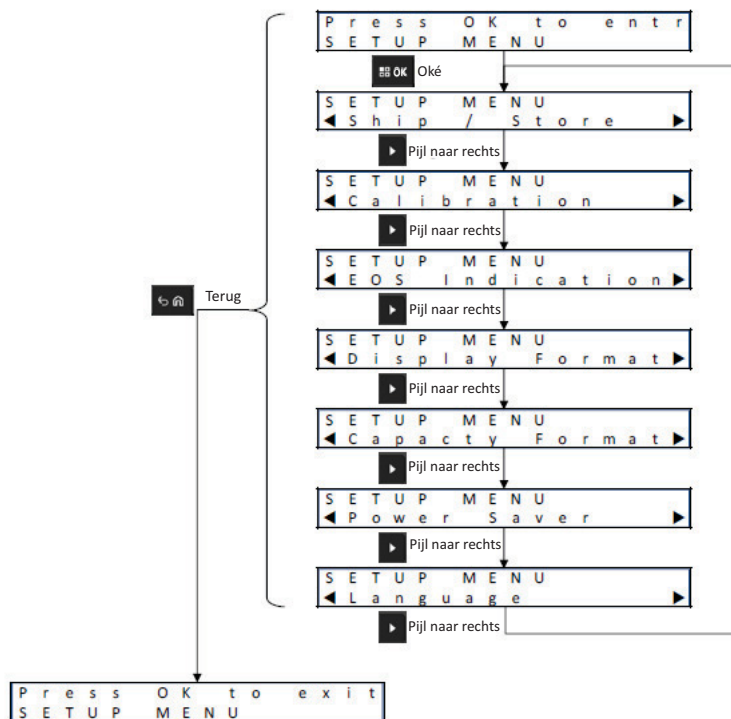 Press OK to entr
SETUP MENU
OK Oké
SETUP MENU
◀Ship / Store ▶
Pijl naar rechts
SETUP MENU
◀Calibration ▶
Pijl naar rechts
SETUP MENU
◀EOS Indication▶
Terug
Pijl naar rechts
SETUP MENU
◀Display Format▶
Pijl naar rechts
SETUP MENU
◀Capacty Format▶
Pijl naar rechts
SETUP MENU
◀Power Saver ▶
Pijl naar rechts
SETUP MENU
◀Language ▶
Pijl naar rechts
Press OK to exit
SETUP MENU